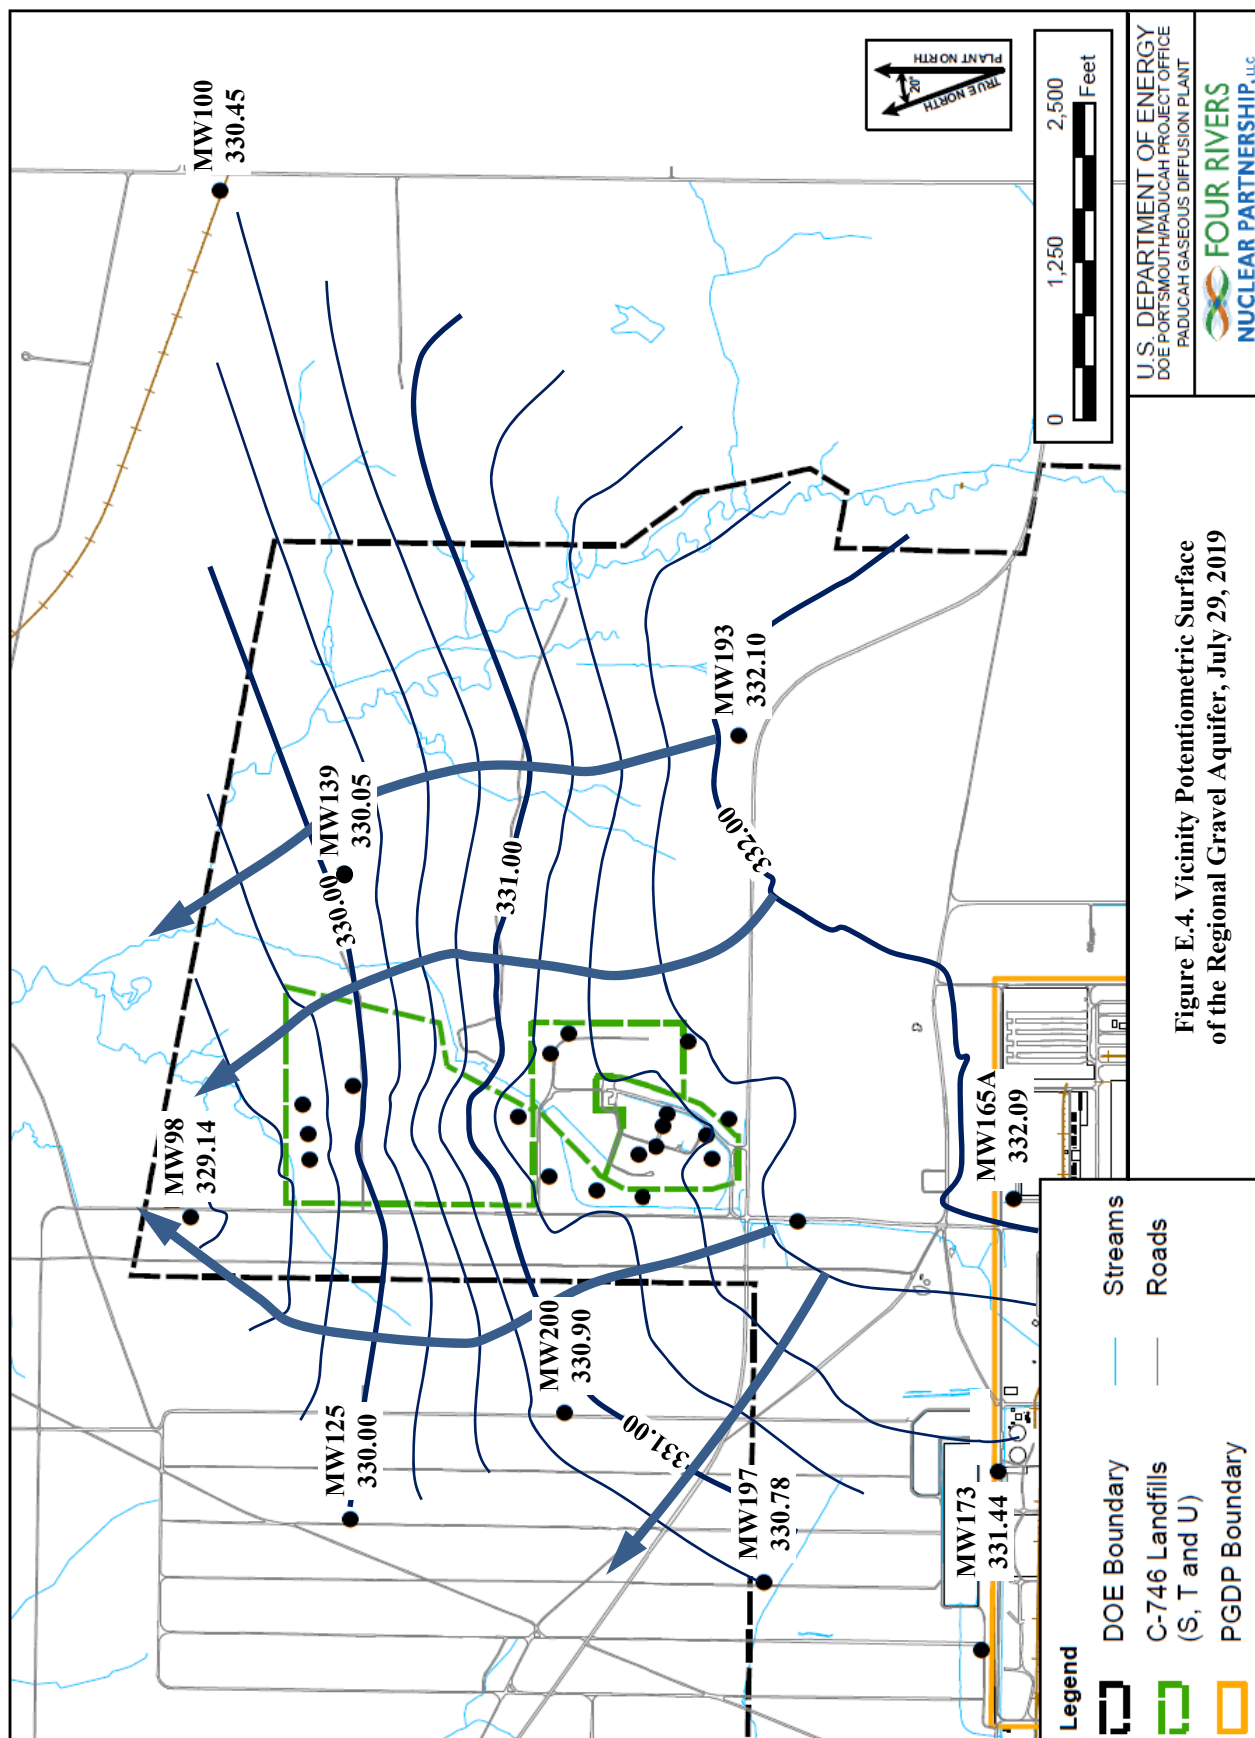 MW100
330.45
MW193
332.10
MW139
330.05
332.00
331.00
330.00
MW98
329.14
MW165A
332.09
MW200
330.90
MW125
330.00
331.00
MW197
330.78
MW173
331.44
PLANT NORTH
TRUE NORTH
20°
0
1,250
2,500
Feet
Legend
DOE Boundary
C-746 Landfills
(S, T and U)
PGDP Boundary
Streams
Roads
Figure E.4. Vicinity Potentiometric Surface
of the Regional Gravel Aquifer, July 29, 2019
U.S. DEPARTMENT OF ENERGY
DOE PORTSMOUTH/PADUCAH PROJECT OFFICE
PADUCAH GASEOUS DIFFUSION PLANT
FOUR RIVERS
NUCLEAR PARTNERSHIP, LLC